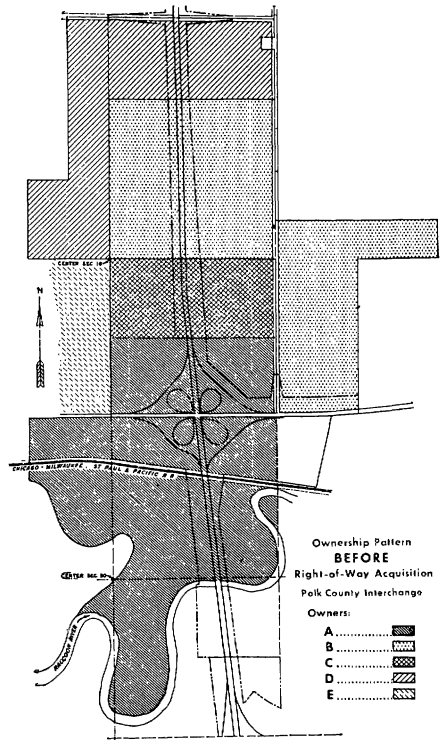 CENTER SEC 19
N
CHICAGO - MILWAUKEE, ST PAUL & PACIFIC R R
CENTER SEC 30
RACCOON RIVER
Ownership Pattern
BEFORE
Right-of-Way Acquisition
Polk County Interchange
Owners:
A
B
C
D
E